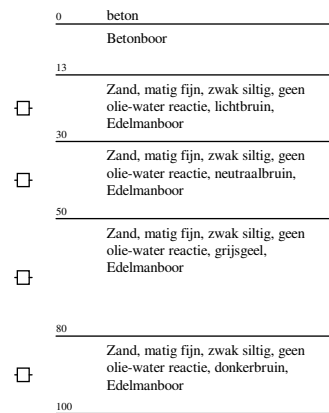 0 beton
Betonboor
13
Zand, matig fijn, zwak siltig, geen
olie-water reactie, lichtbruin,
Edelmanboor
30
Zand, matig fijn, zwak siltig, geen
olie-water reactie, neutraalbruin,
Edelmanboor
50
Zand, matig fijn, zwak siltig, geen
olie-water reactie, grijsgeel,
Edelmanboor
80
Zand, matig fijn, zwak siltig, geen
olie-water reactie, donkerbruin,
Edelmanboor
100